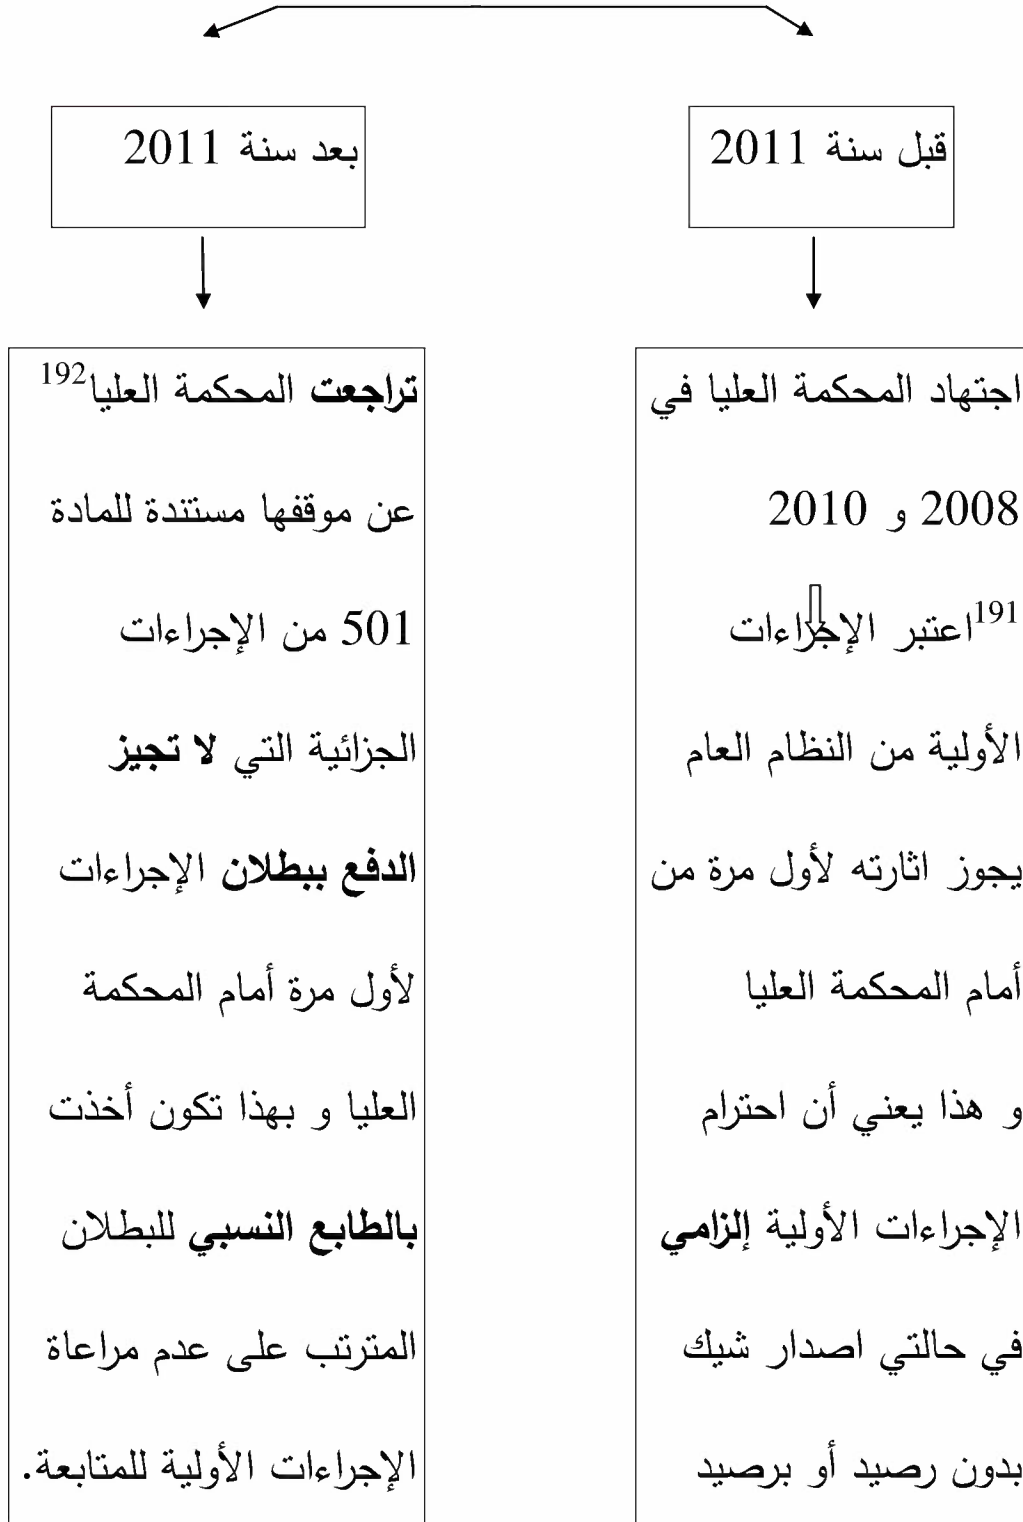 قبل سنة 2011
اجتهاد المحكمة العليا في
2008 و 2010
191اعتبر الإجراءات
الأولية من النظام العام
يجوز اثارته لأول مرة من
أمام المحكمة العليا
و هذا يعني أن احترام
الإجراءات الأولية إلزامي
في حالتي اصدار شيك
بدون رصيد أو برصيد
بعد سنة 2011
تراجعت المحكمة العليا192
عن موقفها مستندة للمادة
501 من الإجراءات
الجزائية التي لا تجيز
الدفع ببطلان الإجراءات
لأول مرة أمام المحكمة
العليا و بهذا تكون أخذت
بالطابع النسبي للبطلان
المترتب على عدم مراعاة
الإجراءات الأولية للمتابعة.